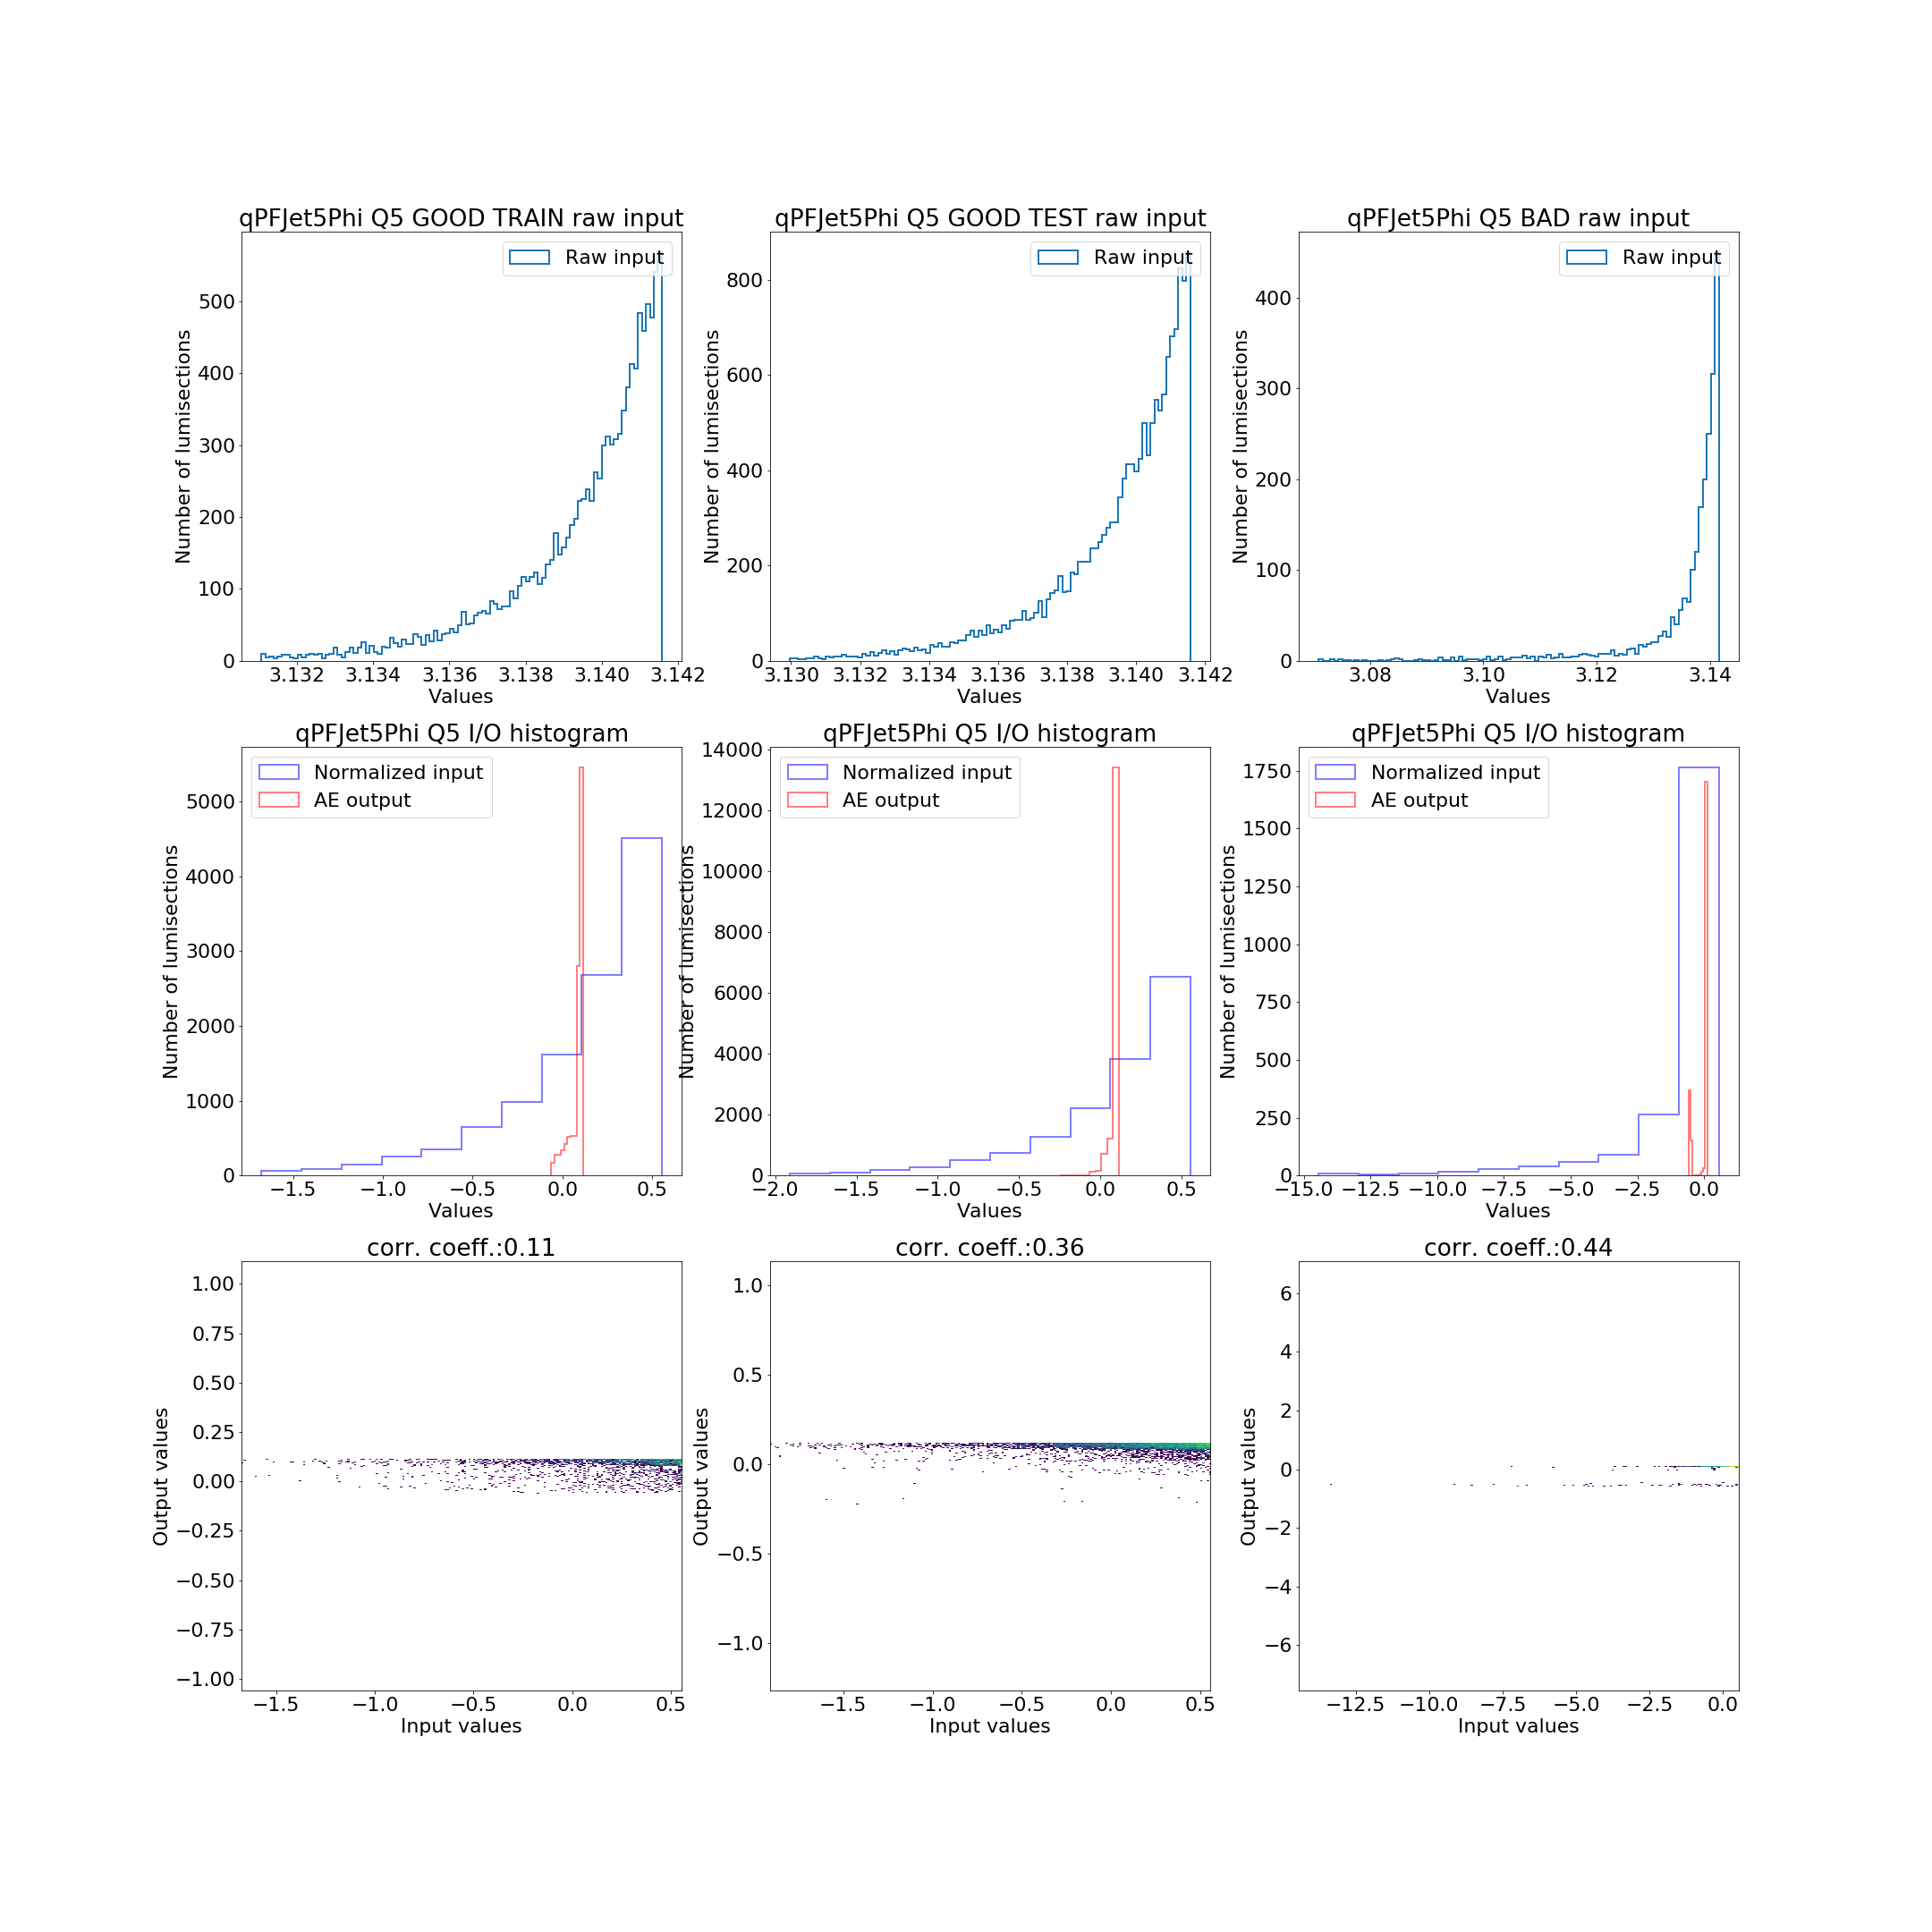 qPFJet5Phi Q5 GOOD TRAIN raw input
Raw input
Number of lumisections
500
400
300
200
100
0
3.132 3.134 3.136 3.138 3.140 3.142
Values
qPFJet5Phi Q5 GOOD TEST raw input
Raw input
Number of lumisections
800
600
400
200
0
3.130 3.132 3.134 3.136 3.138 3.140 3.142
Values
qPFJet5Phi Q5 BAD raw input
Raw input
Number of lumisections
400
300
200
100
0
3.08 3.10 3.12 3.14
Values
qPFJet5Phi Q5 I/O histogram
Normalized input
AE output
Number of lumisections
5000
4000
3000
2000
1000
0
−1.5 −1.0 −0.5 0.0 0.5
Values
qPFJet5Phi Q5 I/O histogram
Normalized input
AE output
Number of lumisections
14000
12000
10000
8000
6000
4000
2000
0
−2.0 −1.5 −1.0 −0.5 0.0 0.5
Values
qPFJet5Phi Q5 I/O histogram
Normalized input
AE output
Number of lumisections
1750
1500
1250
1000
750
500
250
0
−15.0 −12.5 −10.0 −7.5 −5.0 −2.5 0.0
Values
corr. coeff.:0.11
Output values
1.00
0.75
0.50
0.25
0.00
−0.25
−0.50
−0.75
−1.00
−1.5 −1.0 −0.5 0.0 0.5
Input values
corr. coeff.:0.36
Output values
1.0
0.5
0.0
−0.5
−1.0
−1.5 −1.0 −0.5 0.0 0.5
Input values
corr. coeff.:0.44
Output values
6
4
2
0
−2
−4
−6
−12.5 −10.0 −7.5 −5.0 −2.5 0.0
Input values